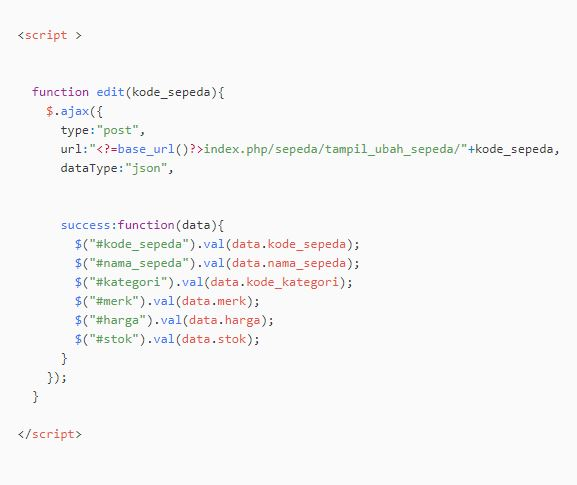 <script >
function edit(kode_sepeda){
$.ajax({
type:"post",
url:"<?=base_url()?>index.php/sepeda/tampil_ubah_sepeda/"+kode_sepeda,
dataType:"json",
success:function(data){
$("#kode_sepeda").val(data.kode_sepeda);
$("#nama_sepeda").val(data.nama_sepeda);
$("#kategori").val(data.kode_kategori);
$("#merk").val(data.merk);
$("#harga").val(data.harga);
$("#stok").val(data.stok);
}
});
}
</script>